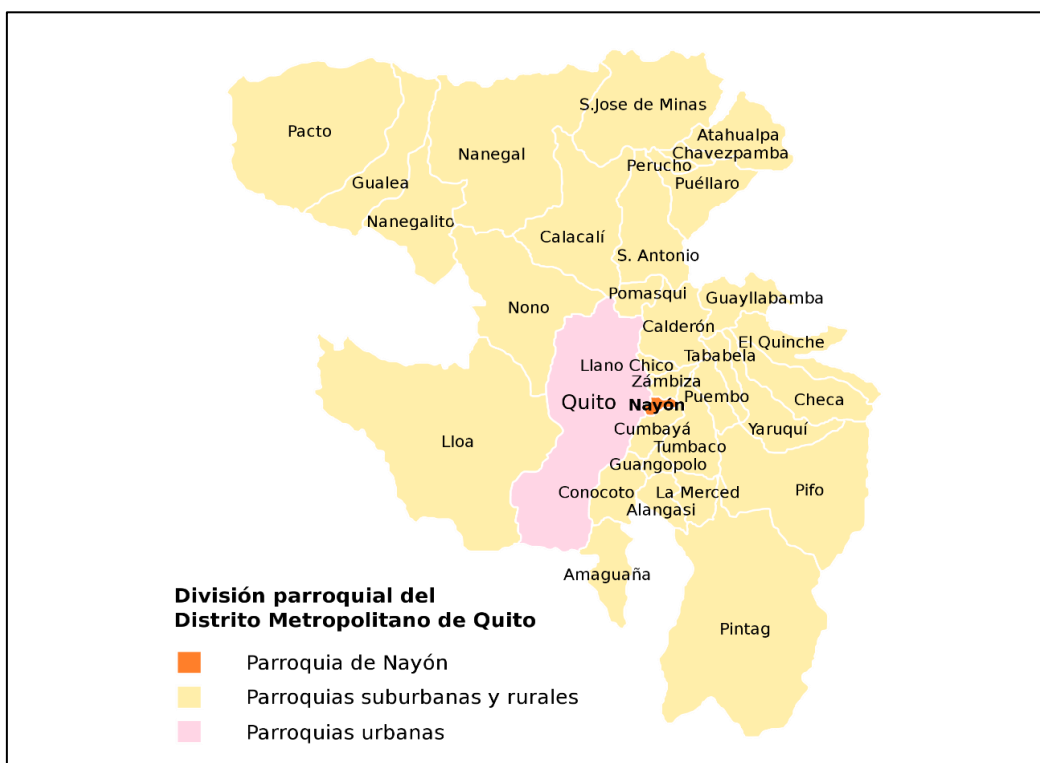 S.Jose de Minas
Pacto
Atahualpa
Nanegal
Chavezpamba
Perucho
Gualea
Puéllaro
Nanegalito
Calacalí
S. Antonio
Pomasqui
Guayllabamba
Nono
Calderón
El Quinche
Tababela
Llano Chico
Zámbiza
Puembo
Checa
Quito
Nayón
Cumbayá
Yaruquí
Lloa
Tumbaco
Guangopolo
Conocoto
La Merced
Pifo
Alangasi
Amaguaña
Pintag
División parroquial del
Distrito Metropolitano de Quito
Parroquia de Nayón
Parroquias suburbanas y rurales
Parroquias urbanas